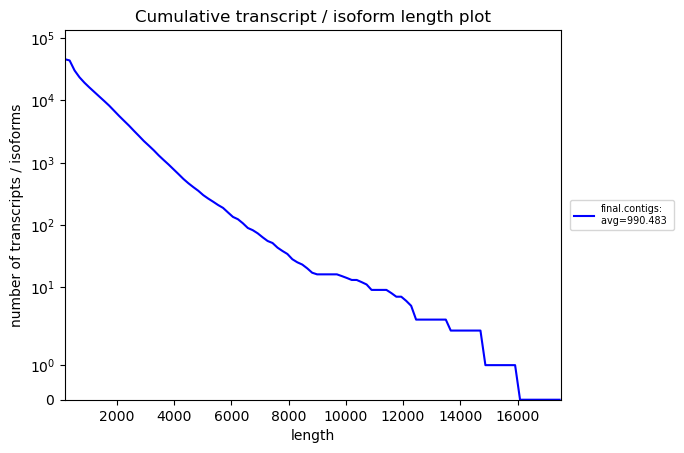 Cumulative transcript / isoform length plot
number of transcripts / isoforms
10^5
10^4
10^3
10^2
10^1
10^0
0
2000 4000 6000 8000 10000 12000 14000 16000
length
final.contigs:
avg=990.483